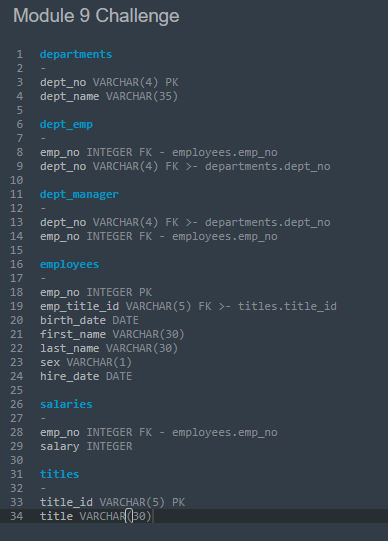 Module 9 Challenge
1 departments
2 -
3 dept_no VARCHAR(4) PK
4 dept_name VARCHAR(35)
5
6 dept_emp
7 -
8 emp_no INTEGER FK - employees.emp_no
9 dept_no VARCHAR(4) FK >- departments.dept_no
10
11 dept_manager
12 -
13 dept_no VARCHAR(4) FK >- departments.dept_no
14 emp_no INTEGER FK - employees.emp_no
15
16 employees
17 -
18 emp_no INTEGER PK
19 emp_title_id VARCHAR(5) FK >- titles.title_id
20 birth_date DATE
21 first_name VARCHAR(30)
22 last_name VARCHAR(30)
23 sex VARCHAR(1)
24 hire_date DATE
25
26 salaries
27 -
28 emp_no INTEGER FK - employees.emp_no
29 salary INTEGER
30
31 titles
32 -
33 title_id VARCHAR(5) PK
34 title VARCHAR(30)